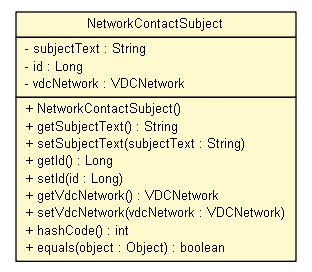 NetworkContactSubject
- subjectText : String
- id : Long
- vdcNetwork : VDCNetwork
+ NetworkContactSubject()
+ getSubjectText() : String
+ setSubjectText(subjectText : String)
+ getId() : Long
+ setId(id : Long)
+ getVdcNetwork() : VDCNetwork
+ setVdcNetwork(vdcNetwork : VDCNetwork)
+ hashCode() : int
+ equals(object : Object) : boolean